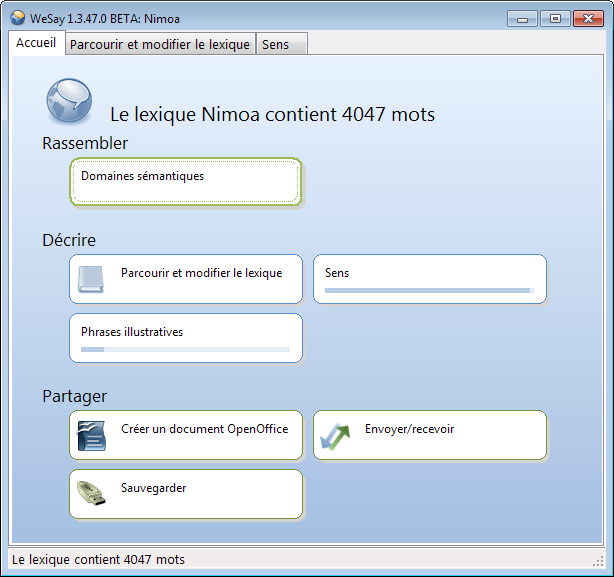 WeSay 1.3.47.0 BETA: Nimoa
Accueil
Parcourir et modifier le lexique
Sens
Le lexique Nimoa contient 4047 mots
Rassembler
Domaines sémantiques
Décrire
Parcourir et modifier le lexique
Sens
Phrases illustratives
Partager
Créer un document OpenOffice
Envoyer/recevoir
Sauvegarder
Le lexique contient 4047 mots